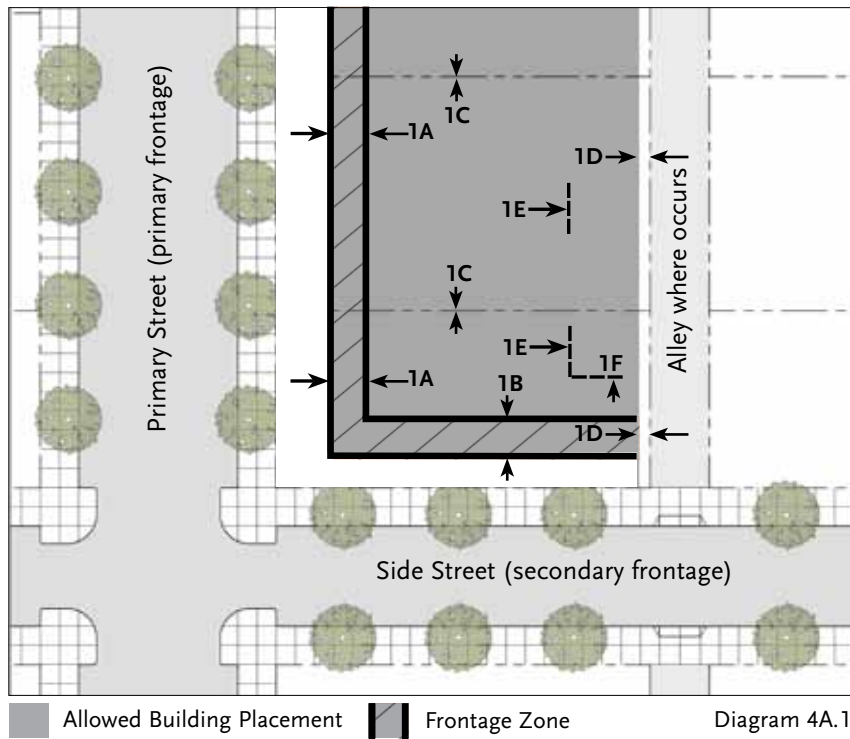 Primary Street (primary frontage)
1C
1A
1D
1E
1C
1E
1F
1A
1B
1D
Alley where occurs
Side Street (secondary frontage)
Allowed Building Placement
Frontage Zone
Diagram 4A.1